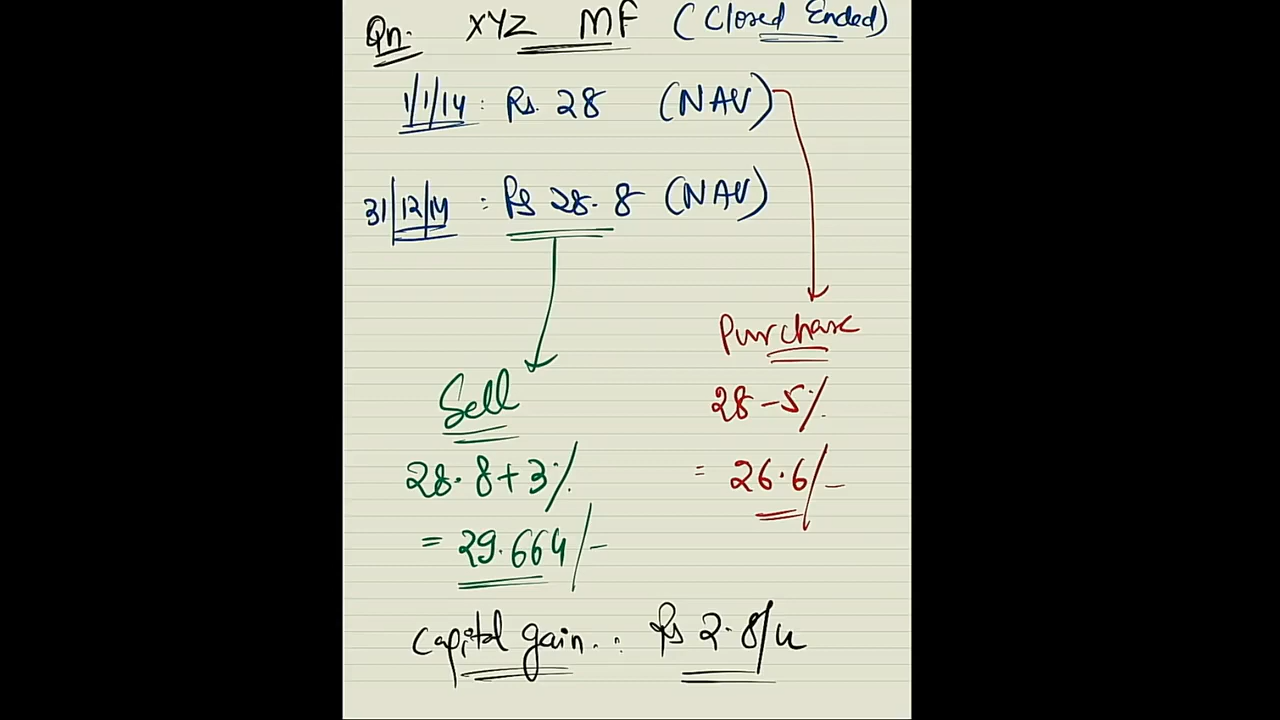 Qn. XYZ MF (Closed Ended)
1/1/14 : Rs. 28 (NAV)
31/12/14 : Rs 28.8 (NAV)
Purchase
28 - 5%
= 26.6/-
Sell
28.8 + 3%
= 29.664/-
Capital gain. : Rs 2.8/u